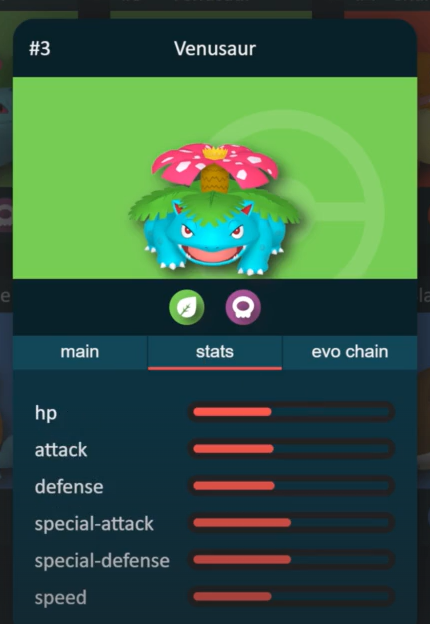 #3 Venusaur
main stats evo chain
hp
attack
defense
special-attack
special-defense
speed